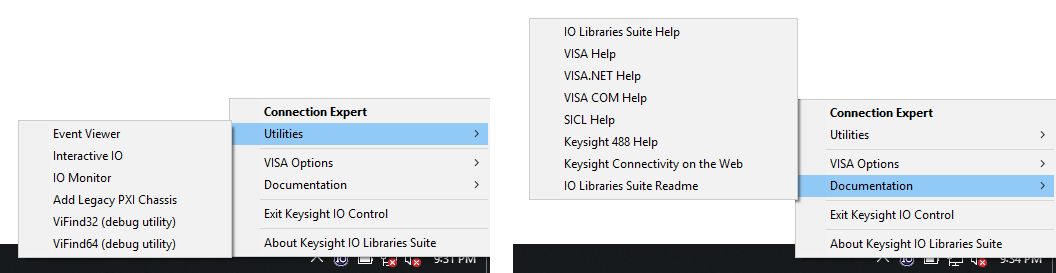 Connection Expert
Utilities
VISA Options
Documentation
Exit Keysight IO Control
About Keysight IO Libraries Suite
Event Viewer
Interactive IO
IO Monitor
Add Legacy PXI Chassis
ViFind32 (debug utility)
ViFind64 (debug utility)
IO
9:31 PM
IO Libraries Suite Help
VISA Help
VISA.NET Help
VISA COM Help
SICL Help
Keysight 488 Help
Keysight Connectivity on the Web
IO Libraries Suite Readme
Connection Expert
Utilities
VISA Options
Documentation
Exit Keysight IO Control
About Keysight IO Libraries Suite
IO
9:34 PM